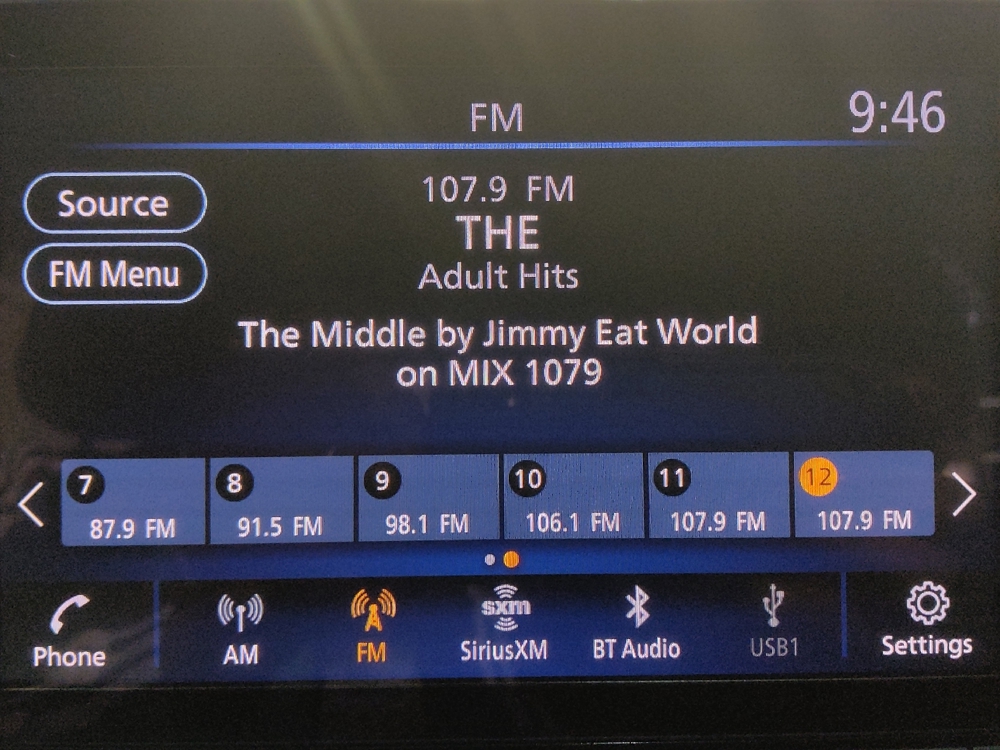 FM
9:46
Source
FM Menu
107.9 FM
THE
Adult Hits
The Middle by Jimmy Eat World
on MIX 1079
7
87.9 FM
8
91.5 FM
9
98.1 FM
10
106.1 FM
11
107.9 FM
12
107.9 FM
Phone
AM
FM
sxm
SiriusXM
BT Audio
USB1
Settings